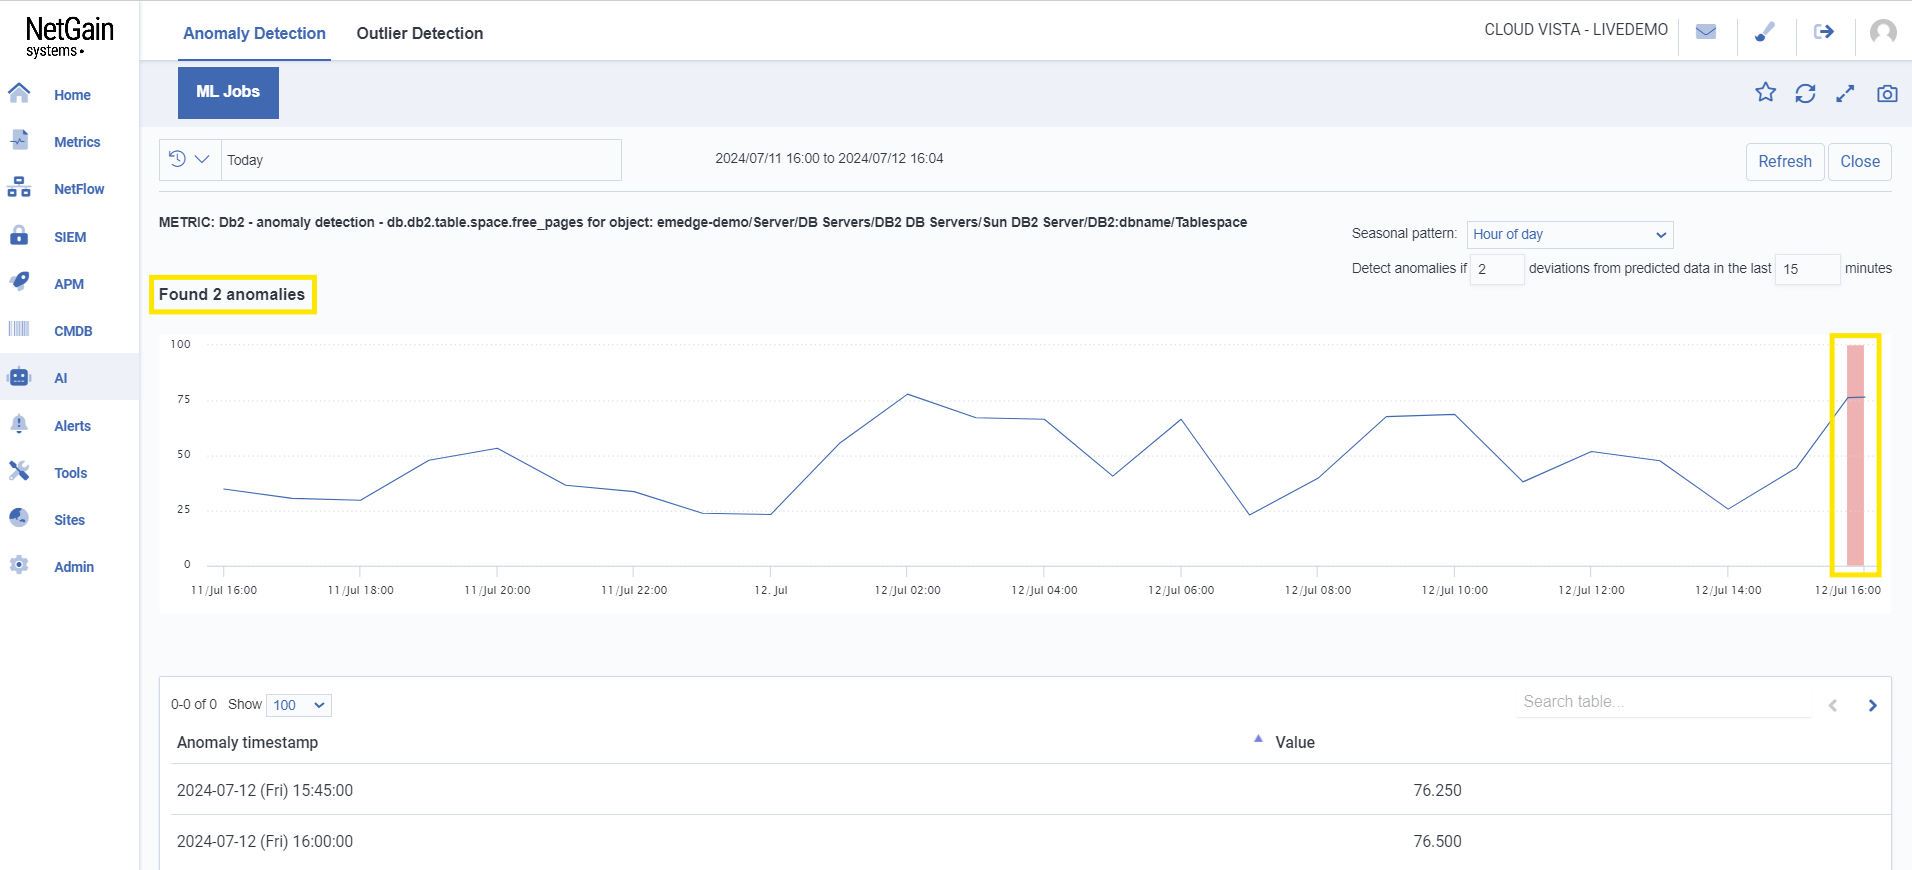 NetGain
systems
Anomaly Detection
Outlier Detection
CLOUD VISTA - LIVEDEMO
Home
Metrics
NetFlow
SIEM
APM
CMDB
AI
Alerts
Tools
Sites
Admin
ML Jobs
Today
2024/07/11 16:00 to 2024/07/12 16:04
Refresh
Close
METRIC: Db2 - anomaly detection - db.db2.table.space.free_pages for object: emedge-demo/Server/DB Servers/DB2 DB Servers/Sun DB2 Server/DB2:dbname/Tablespace
Seasonal pattern: Hour of day
Detect anomalies if 2 deviations from predicted data in the last 15 minutes
Found 2 anomalies
100
75
50
25
0
11/Jul 16:00 11/Jul 18:00 11/Jul 20:00 11/Jul 22:00 12. Jul 12/Jul 02:00 12/Jul 04:00 12/Jul 06:00 12/Jul 08:00 12/Jul 10:00 12/Jul 12:00 12/Jul 14:00 12/Jul 16:00
0-0 of 0 Show 100
Search table...
Anomaly timestamp Value
2024-07-12 (Fri) 15:45:00 76.250
2024-07-12 (Fri) 16:00:00 76.500